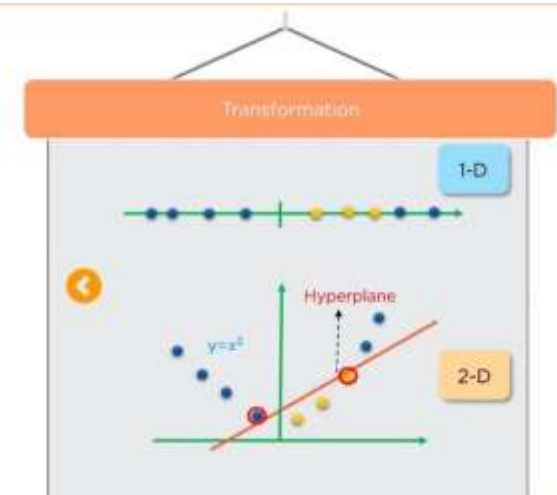 Transformation
1-D
Hyperplane
y=x²
2-D